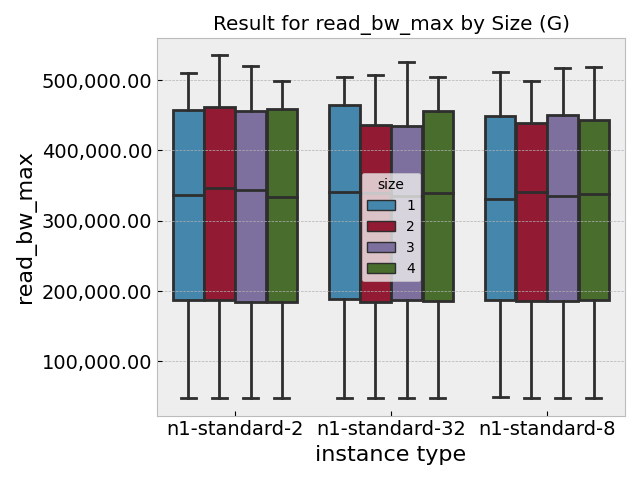 Result for read_bw_max by Size (G)
read_bw_max
500,000.00
400,000.00
300,000.00
200,000.00
100,000.00
size
1
2
3
4
n1-standard-2
n1-standard-32
n1-standard-8
instance type